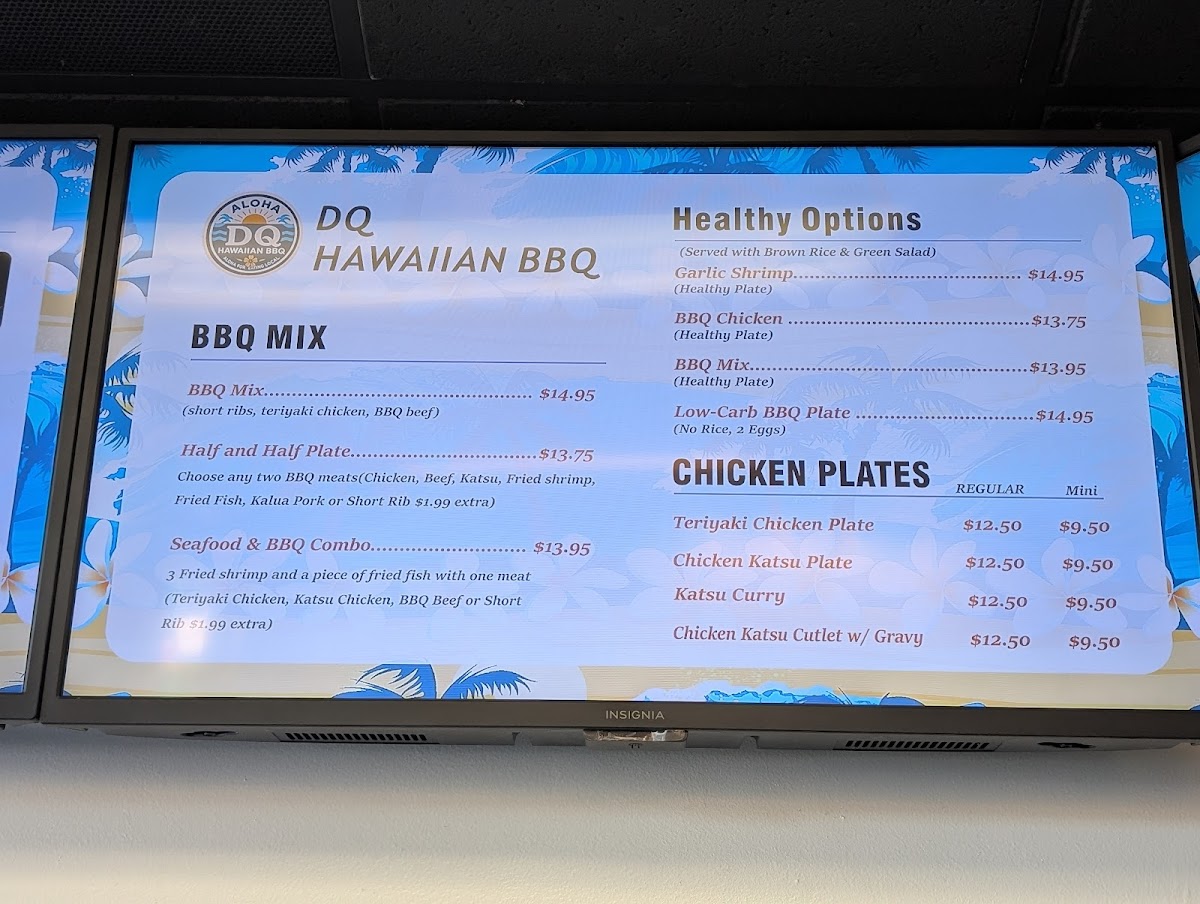 ALOHA
DQ
HAWAIIAN BBQ
DQ
HAWAIIAN BBQ
BBQ MIX
BBQ Mix................................................ $14.95
(short ribs, teriyaki chicken, BBQ beef)
Half and Half Plate.................................$13.75
Choose any two BBQ meats(Chicken, Beef, Katsu, Fried shrimp,
Fried Fish, Kalua Pork or Short Rib $1.99 extra)
Seafood & BBQ Combo............................ $13.95
3 Fried shrimp and a piece of fried fish with one meat
(Teriyaki Chicken, Katsu Chicken, BBQ Beef or Short
Rib $1.99 extra)
Healthy Options
(Served with Brown Rice & Green Salad)
Garlic Shrimp.......................................... $14.95
(Healthy Plate)
BBQ Chicken ............................................$13.75
(Healthy Plate)
BBQ Mix...................................................$13.95
(Healthy Plate)
Low-Carb BBQ Plate ................................$14.95
(No Rice, 2 Eggs)
CHICKEN PLATES REGULAR Mini
Teriyaki Chicken Plate $12.50 $9.50
Chicken Katsu Plate $12.50 $9.50
Katsu Curry $12.50 $9.50
Chicken Katsu Cutlet w/ Gravy $12.50 $9.50
INSIGNIA